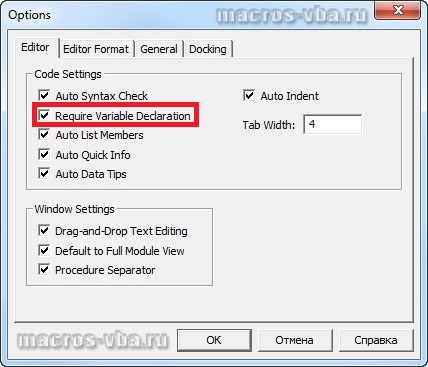 Options
macros-vba.ru
Editor
Editor Format
General
Docking
Code Settings
Auto Syntax Check
Auto Indent
Require Variable Declaration
Tab Width:
4
Auto List Members
Auto Quick Info
Auto Data Tips
Window Settings
Drag-and-Drop Text Editing
Default to Full Module View
Procedure Separator
macros-vba.ru
OK
Отмена
Справка